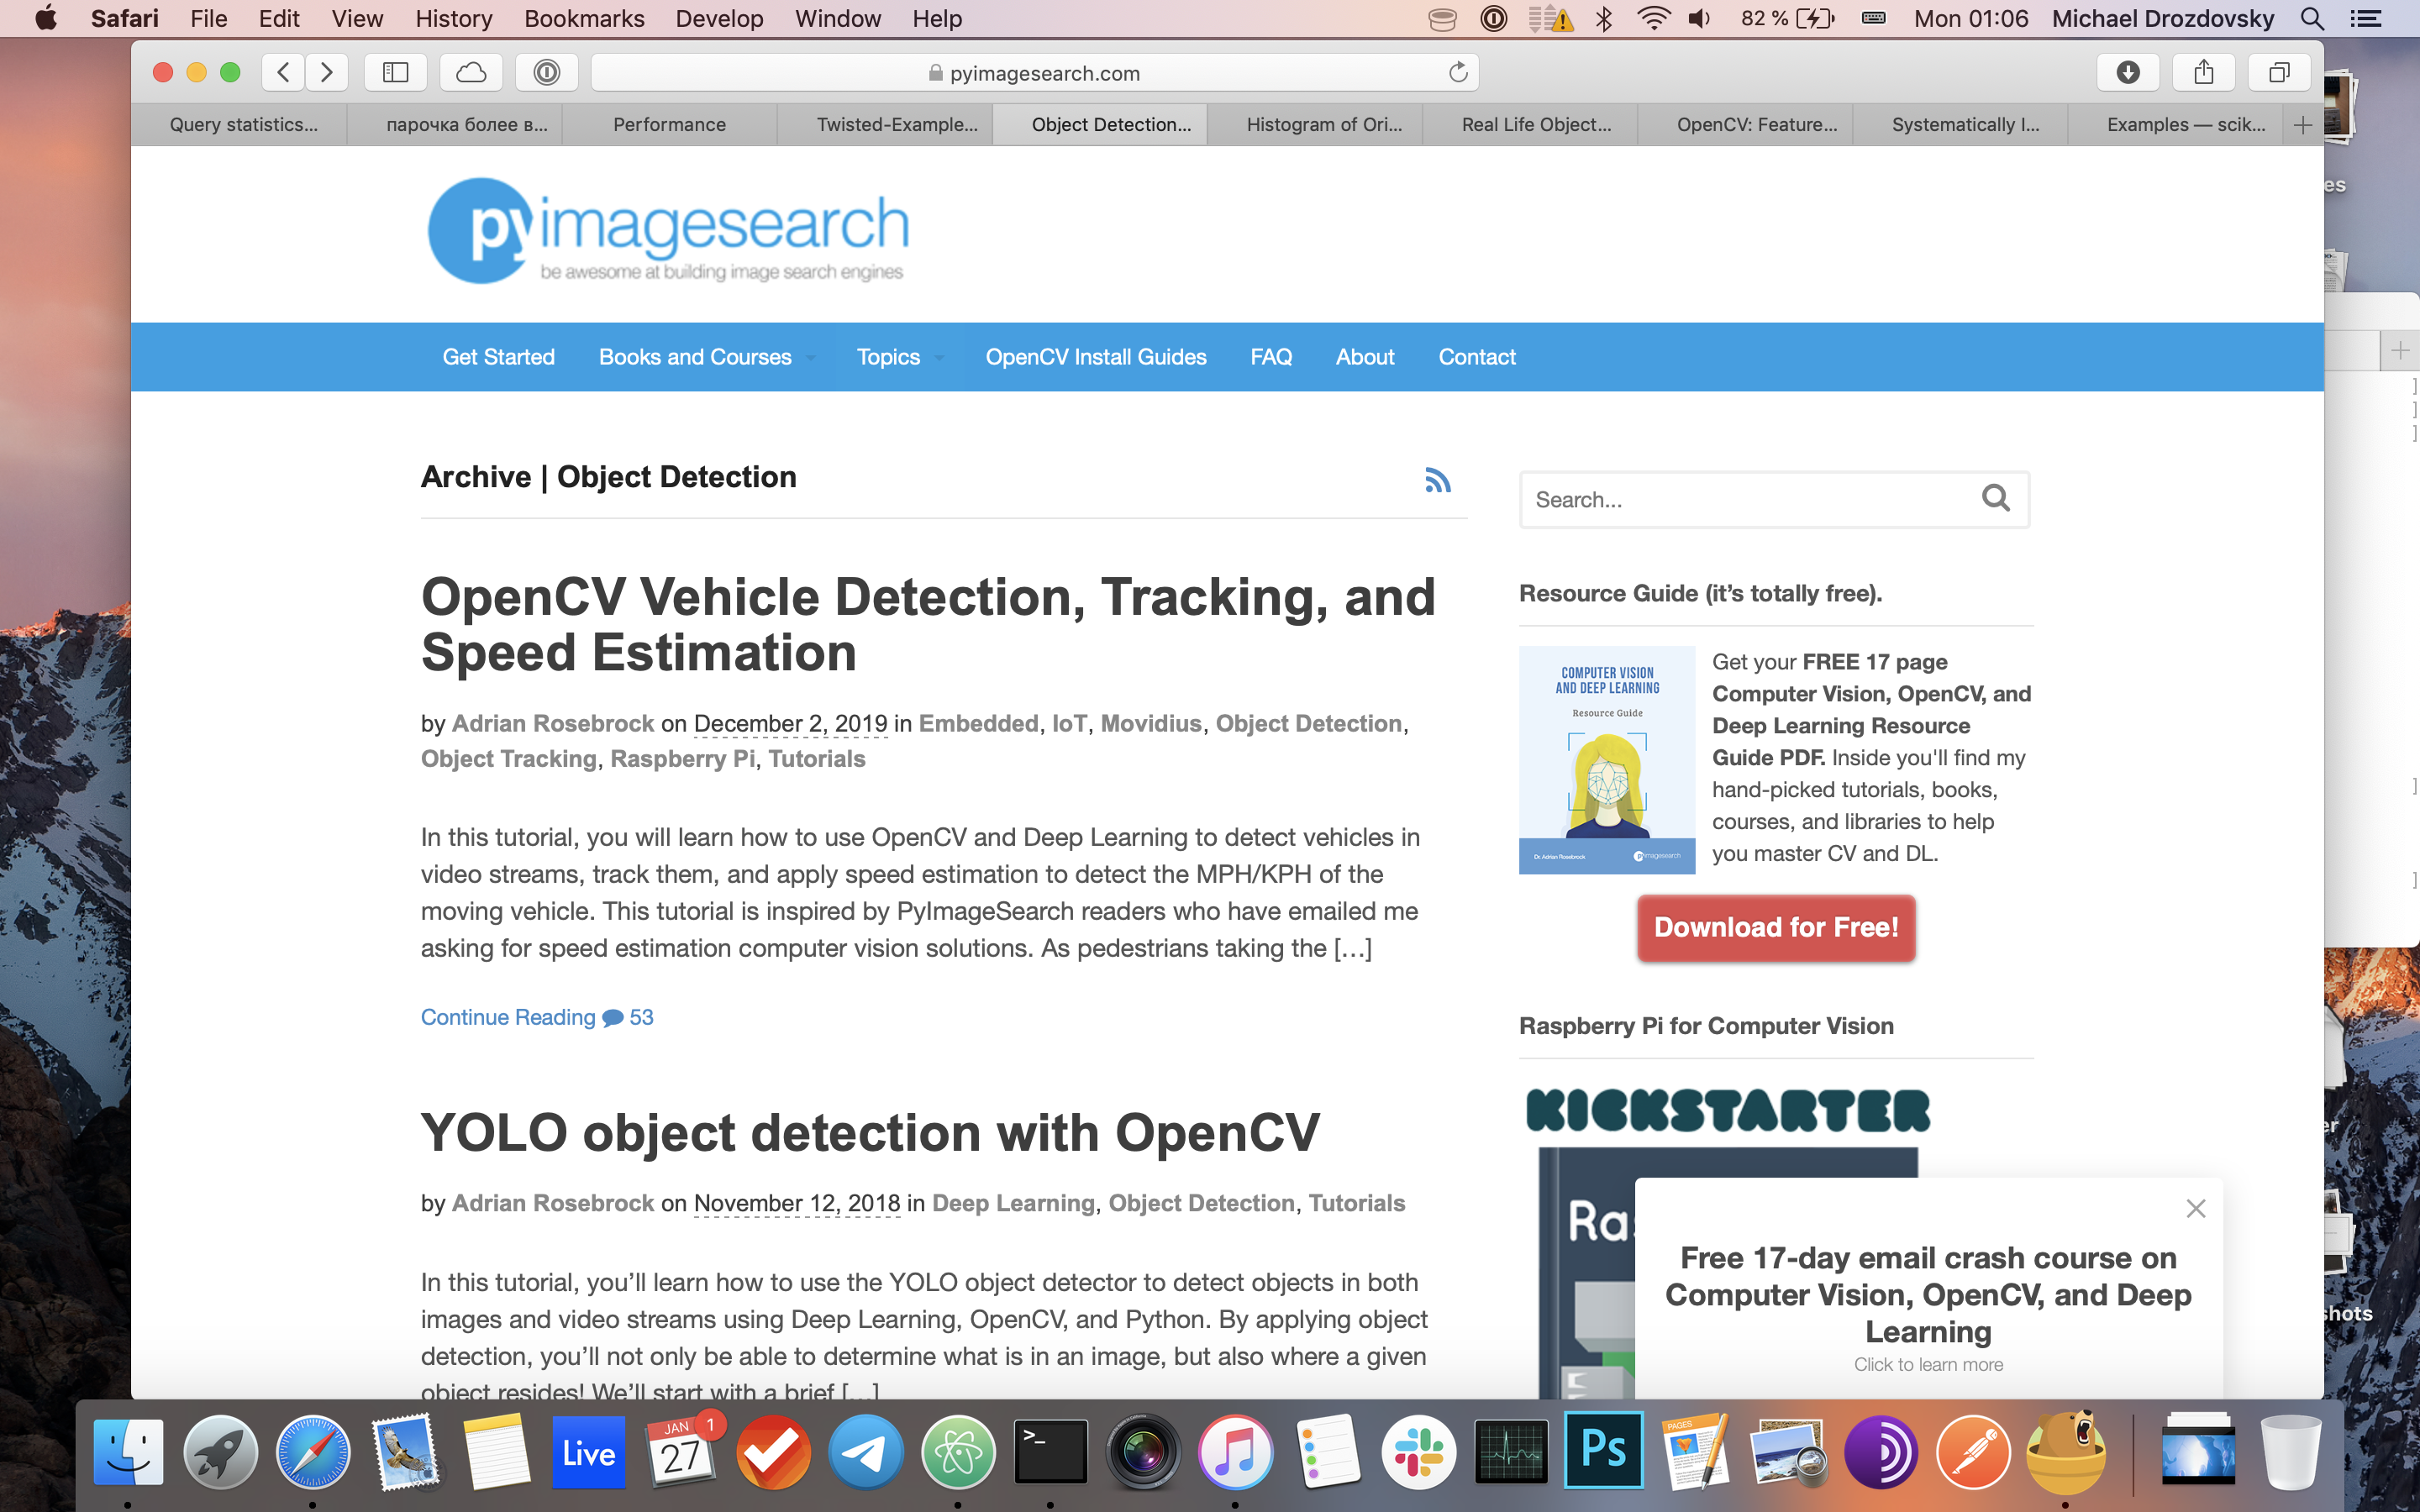 Safari File Edit View History Bookmarks Develop Window Help 82 % Mon 01:06 Michael Drozdovsky
pyimagesearch.com
Query statistics... парочка более в... Performance Twisted-Example... Object Detection... Histogram of Ori... Real Life Object... OpenCV: Feature... Systematically I... Examples — scik...
es
pyimagesearch
be awesome at building image search engines
Get Started Books and Courses Topics OpenCV Install Guides FAQ About Contact
Archive | Object Detection
OpenCV Vehicle Detection, Tracking, and
Speed Estimation
by Adrian Rosebrock on December 2, 2019 in Embedded, IoT, Movidius, Object Detection,
Object Tracking, Raspberry Pi, Tutorials
In this tutorial, you will learn how to use OpenCV and Deep Learning to detect vehicles in
video streams, track them, and apply speed estimation to detect the MPH/KPH of the
moving vehicle. This tutorial is inspired by PyImageSearch readers who have emailed me
asking for speed estimation computer vision solutions. As pedestrians taking the […]
Continue Reading 53
YOLO object detection with OpenCV
by Adrian Rosebrock on November 12, 2018 in Deep Learning, Object Detection, Tutorials
In this tutorial, you’ll learn how to use the YOLO object detector to detect objects in both
images and video streams using Deep Learning, OpenCV, and Python. By applying object
detection, you’ll not only be able to determine what is in an image, but also where a given
object resides! We’ll start with a brief […]
Search...
Resource Guide (it’s totally free).
COMPUTER VISION
AND DEEP LEARNING
Resource Guide
Dr. Adrian Rosebrock pyimagesearch
Get your FREE 17 page
Computer Vision, OpenCV, and
Deep Learning Resource
Guide PDF. Inside you'll find my
hand-picked tutorials, books,
courses, and libraries to help
you master CV and DL.
Download for Free!
Raspberry Pi for Computer Vision
KICKSTARTER
Ras
Free 17-day email crash course on
Computer Vision, OpenCV, and Deep
Learning
Click to learn more
er
shots
Live
JAN 1
27
>_
Ps
PAGES